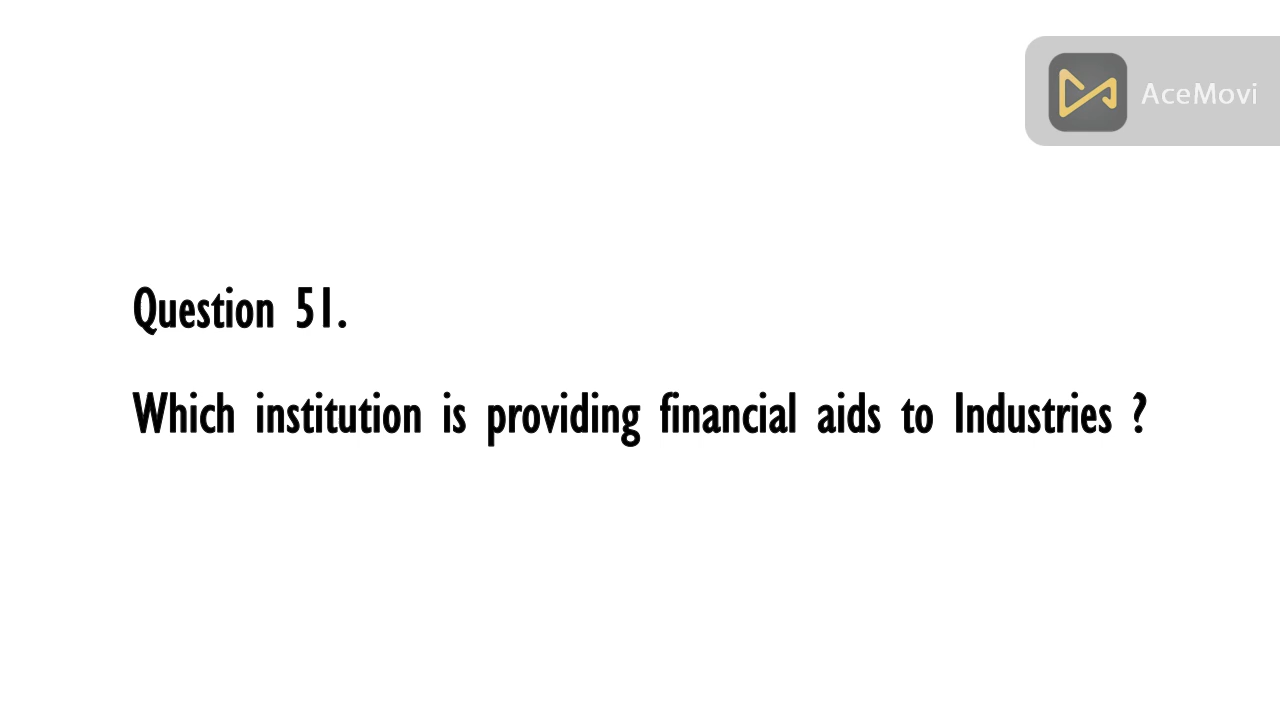 AceMovi
Question 51.
Which institution is providing financial aids to Industries ?